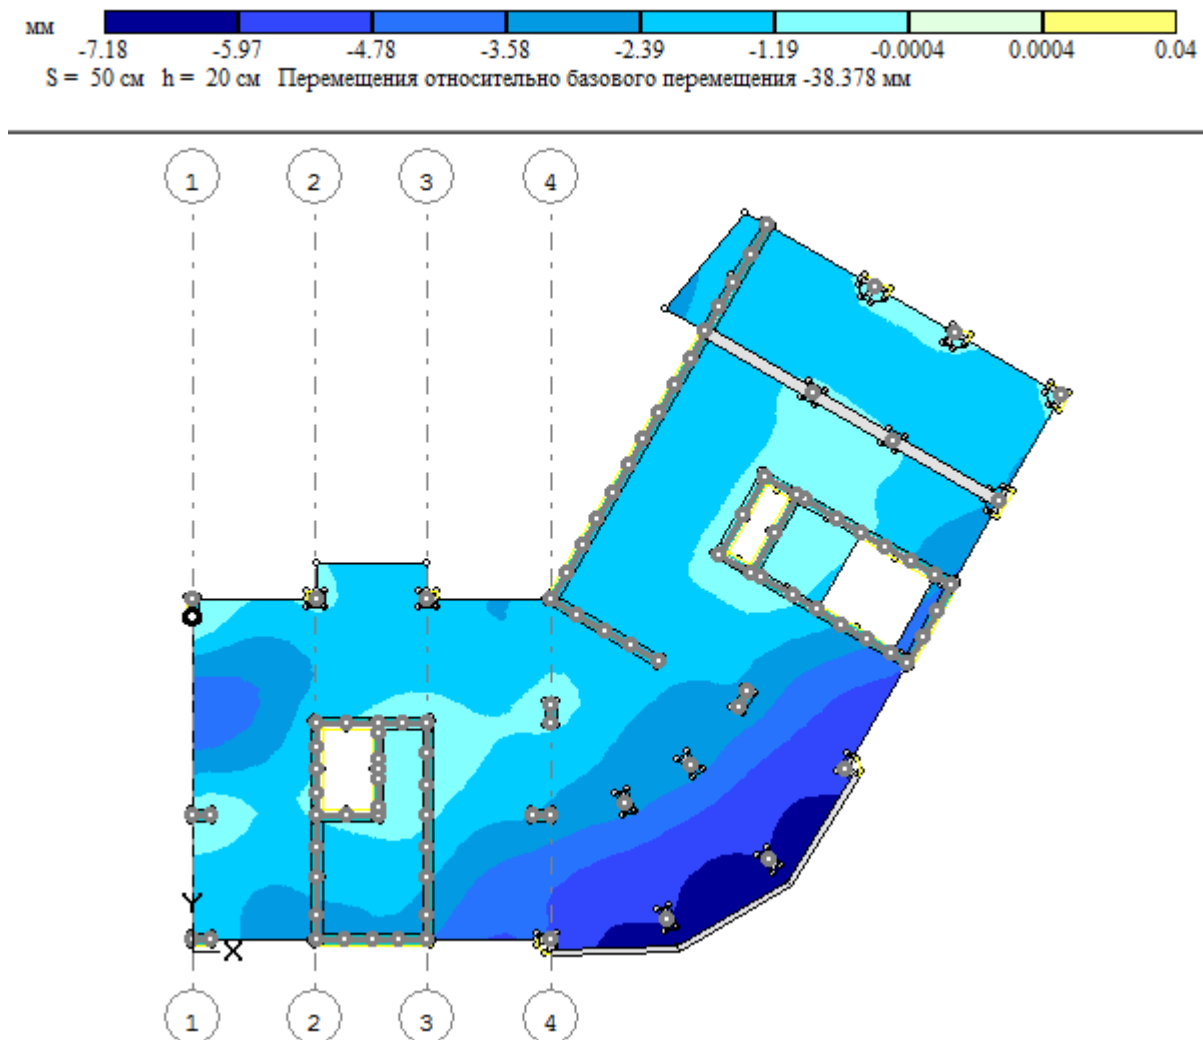 мм
-7.18 -5.97 -4.78 -3.58 -2.39 -1.19 -0.0004 0.0004 0.04
S = 50 см h = 20 см Перемещения относительно базового перемещения -38.378 мм
1 2 3 4
Y
X
1 2 3 4